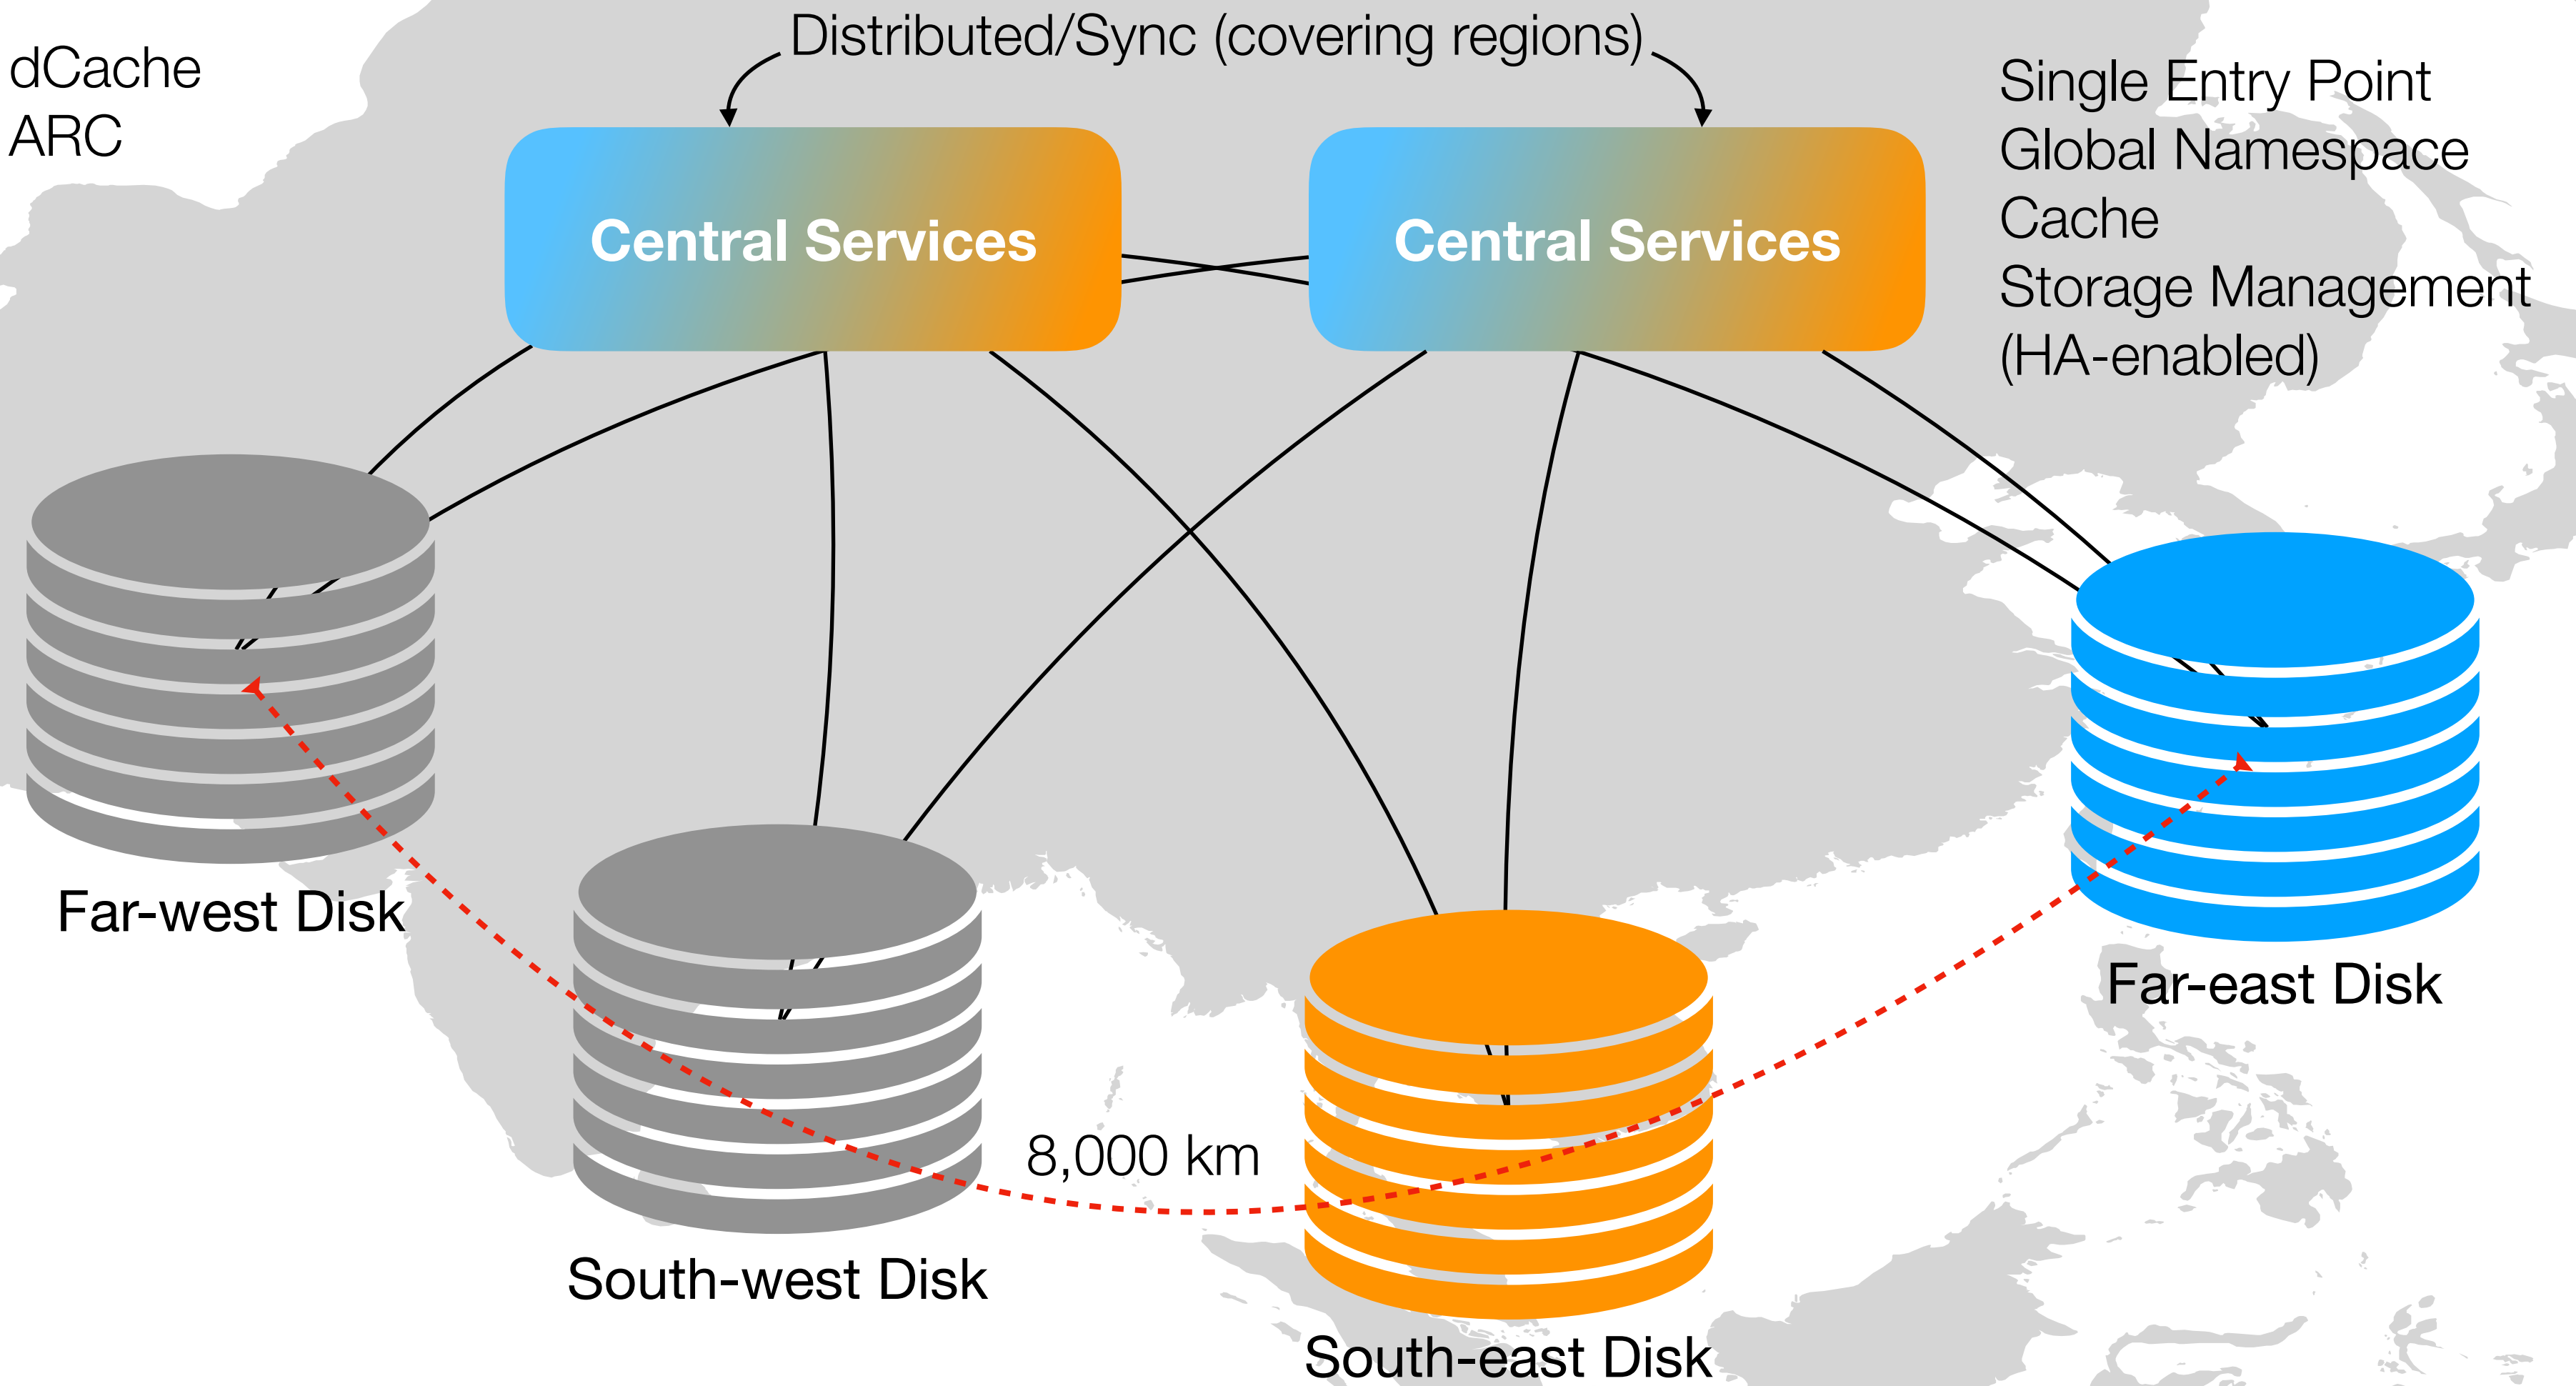 Distributed/Sync (covering regions)
dCache
ARC
Single Entry Point
Global Namespace
Cache
Storage Management
(HA-enabled)
Central Services
Central Services
Far-west Disk
Far-east Disk
8,000 km
South-west Disk
South-east Disk